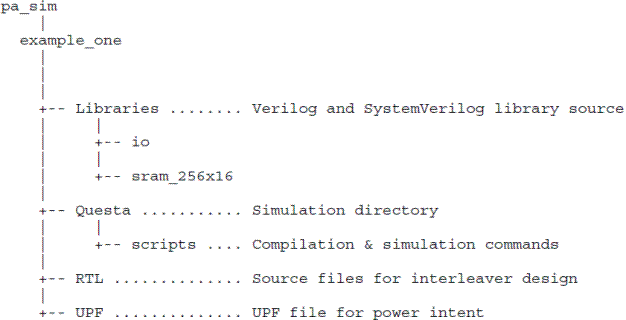 pa_sim
example_one
+-- Libraries ........ Verilog and SystemVerilog library source
+-- io
+-- sram_256x16
+-- Questa ........... Simulation directory
+-- scripts .... Compilation & simulation commands
+-- RTL .............. Source files for interleaver design
+-- UPF .............. UPF file for power intent